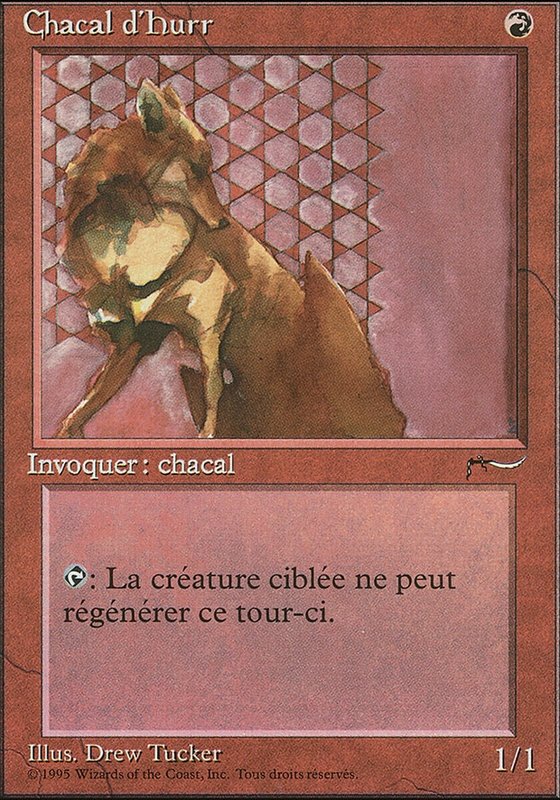 Chacal d'hurr
Invoquer : chacal
: La créature ciblée ne peut
régénérer ce tour-ci.
Illus. Drew Tucker
1/1
© 1995 Wizards of the Coast, Inc. Tous droits réservés.